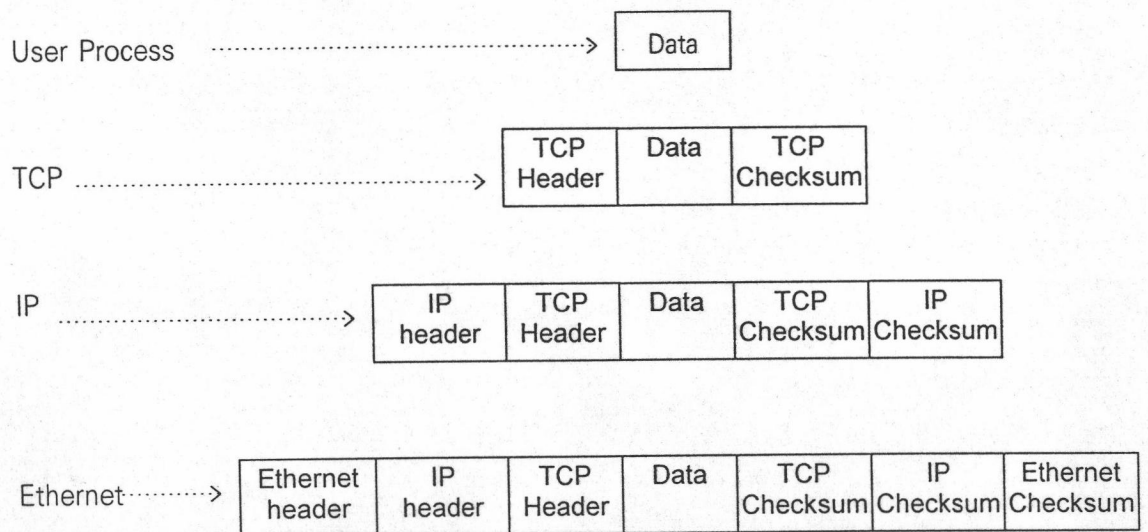 User Process
Data
TCP
TCP Header
Data
TCP Checksum
IP
IP header
TCP Header
Data
TCP Checksum
IP Checksum
Ethernet
Ethernet header
IP header
TCP Header
Data
TCP Checksum
IP Checksum
Ethernet Checksum